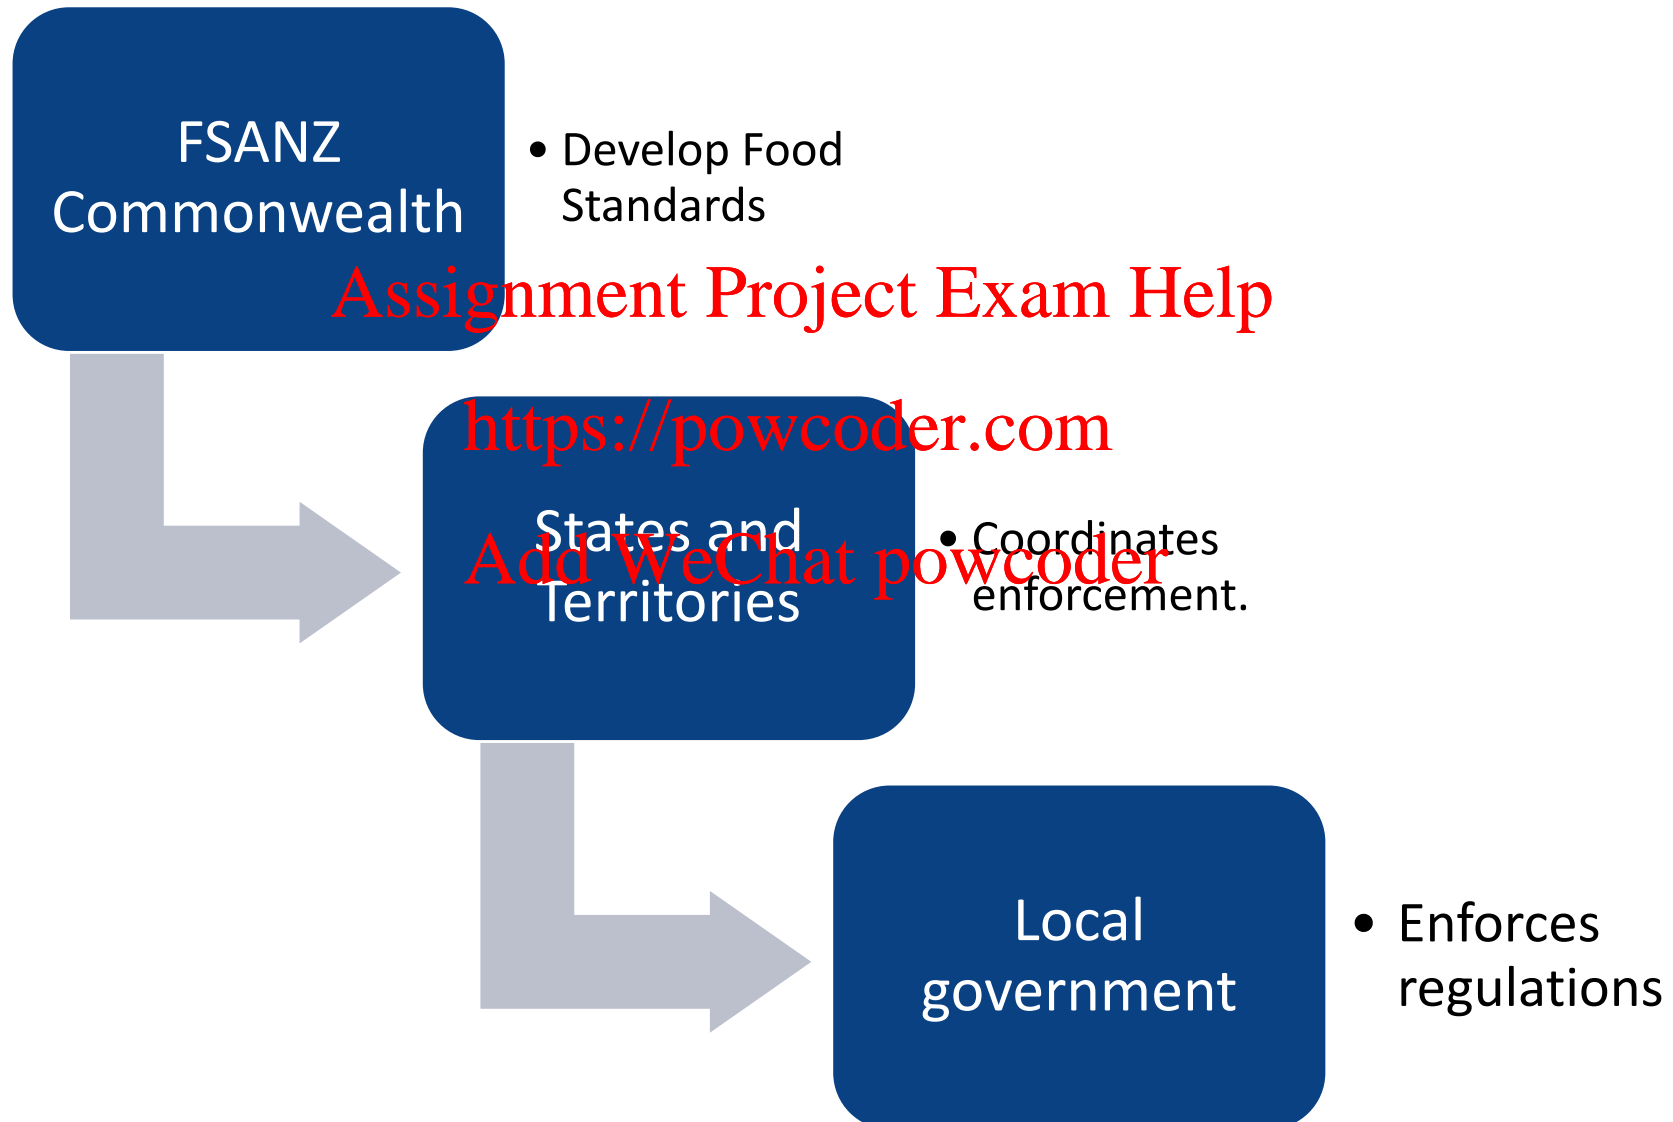 FSANZ
Commonwealth
• Develop Food
Standards
Assignment Project Exam Help
https://powcoder.com
States and
Territories
• Coordinates
enforcement.
Add WeChat powcoder
Local
government
• Enforces
regulations